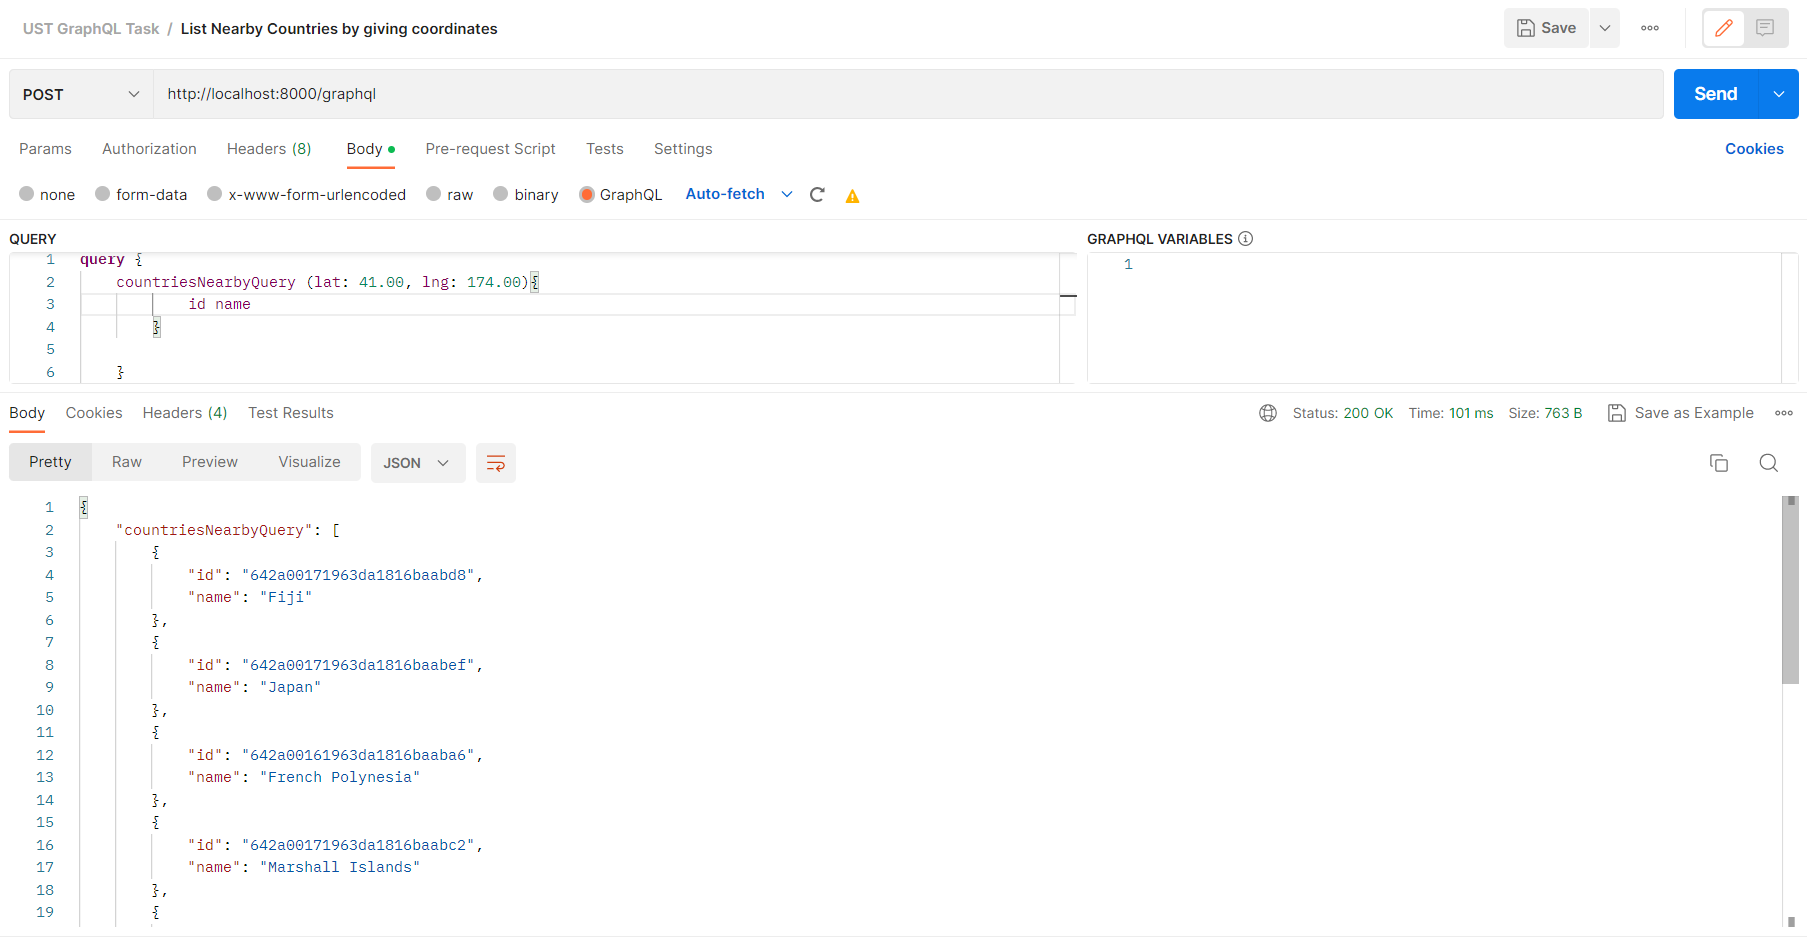 UST GraphQL Task / List Nearby Countries by giving coordinates
Save
POST http://localhost:8000/graphql
Send
Params Authorization Headers (8) Body Pre-request Script Tests Settings Cookies
none form-data x-www-form-urlencoded raw binary GraphQL Auto-fetch
QUERY
1 query {
2 countriesNearbyQuery (lat: 41.00, lng: 174.00){
3 id name
4 }
5
6 }
GRAPHQL VARIABLES
1
Body Cookies Headers (4) Test Results Status: 200 OK Time: 101 ms Size: 763 B Save as Example
Pretty Raw Preview Visualize JSON
1 {
2 "countriesNearbyQuery": [
3 {
4 "id": "642a00171963da1816baabd8",
5 "name": "Fiji"
6 },
7 {
8 "id": "642a00171963da1816baabef",
9 "name": "Japan"
10 },
11 {
12 "id": "642a00161963da1816baaba6",
13 "name": "French Polynesia"
14 },
15 {
16 "id": "642a00171963da1816baabc2",
17 "name": "Marshall Islands"
18 },
19 {